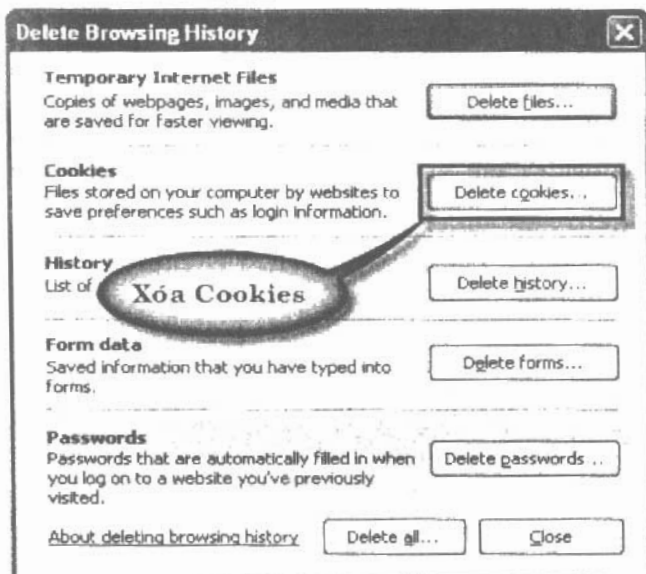 Delete Browsing History
Temporary Internet Files
Copies of webpages, images, and media that
are saved for faster viewing.
Delete files...
Cookies
Files stored on your computer by websites to
save preferences such as login information.
Delete cookies...
History
List of
Xóa Cookies
Delete history...
Form data
Saved information that you have typed into
forms.
Delete forms...
Passwords
Passwords that are automatically filled in when
you log on to a website you've previously
visited.
Delete passwords ..
About deleting browsing history
Delete all...
Close